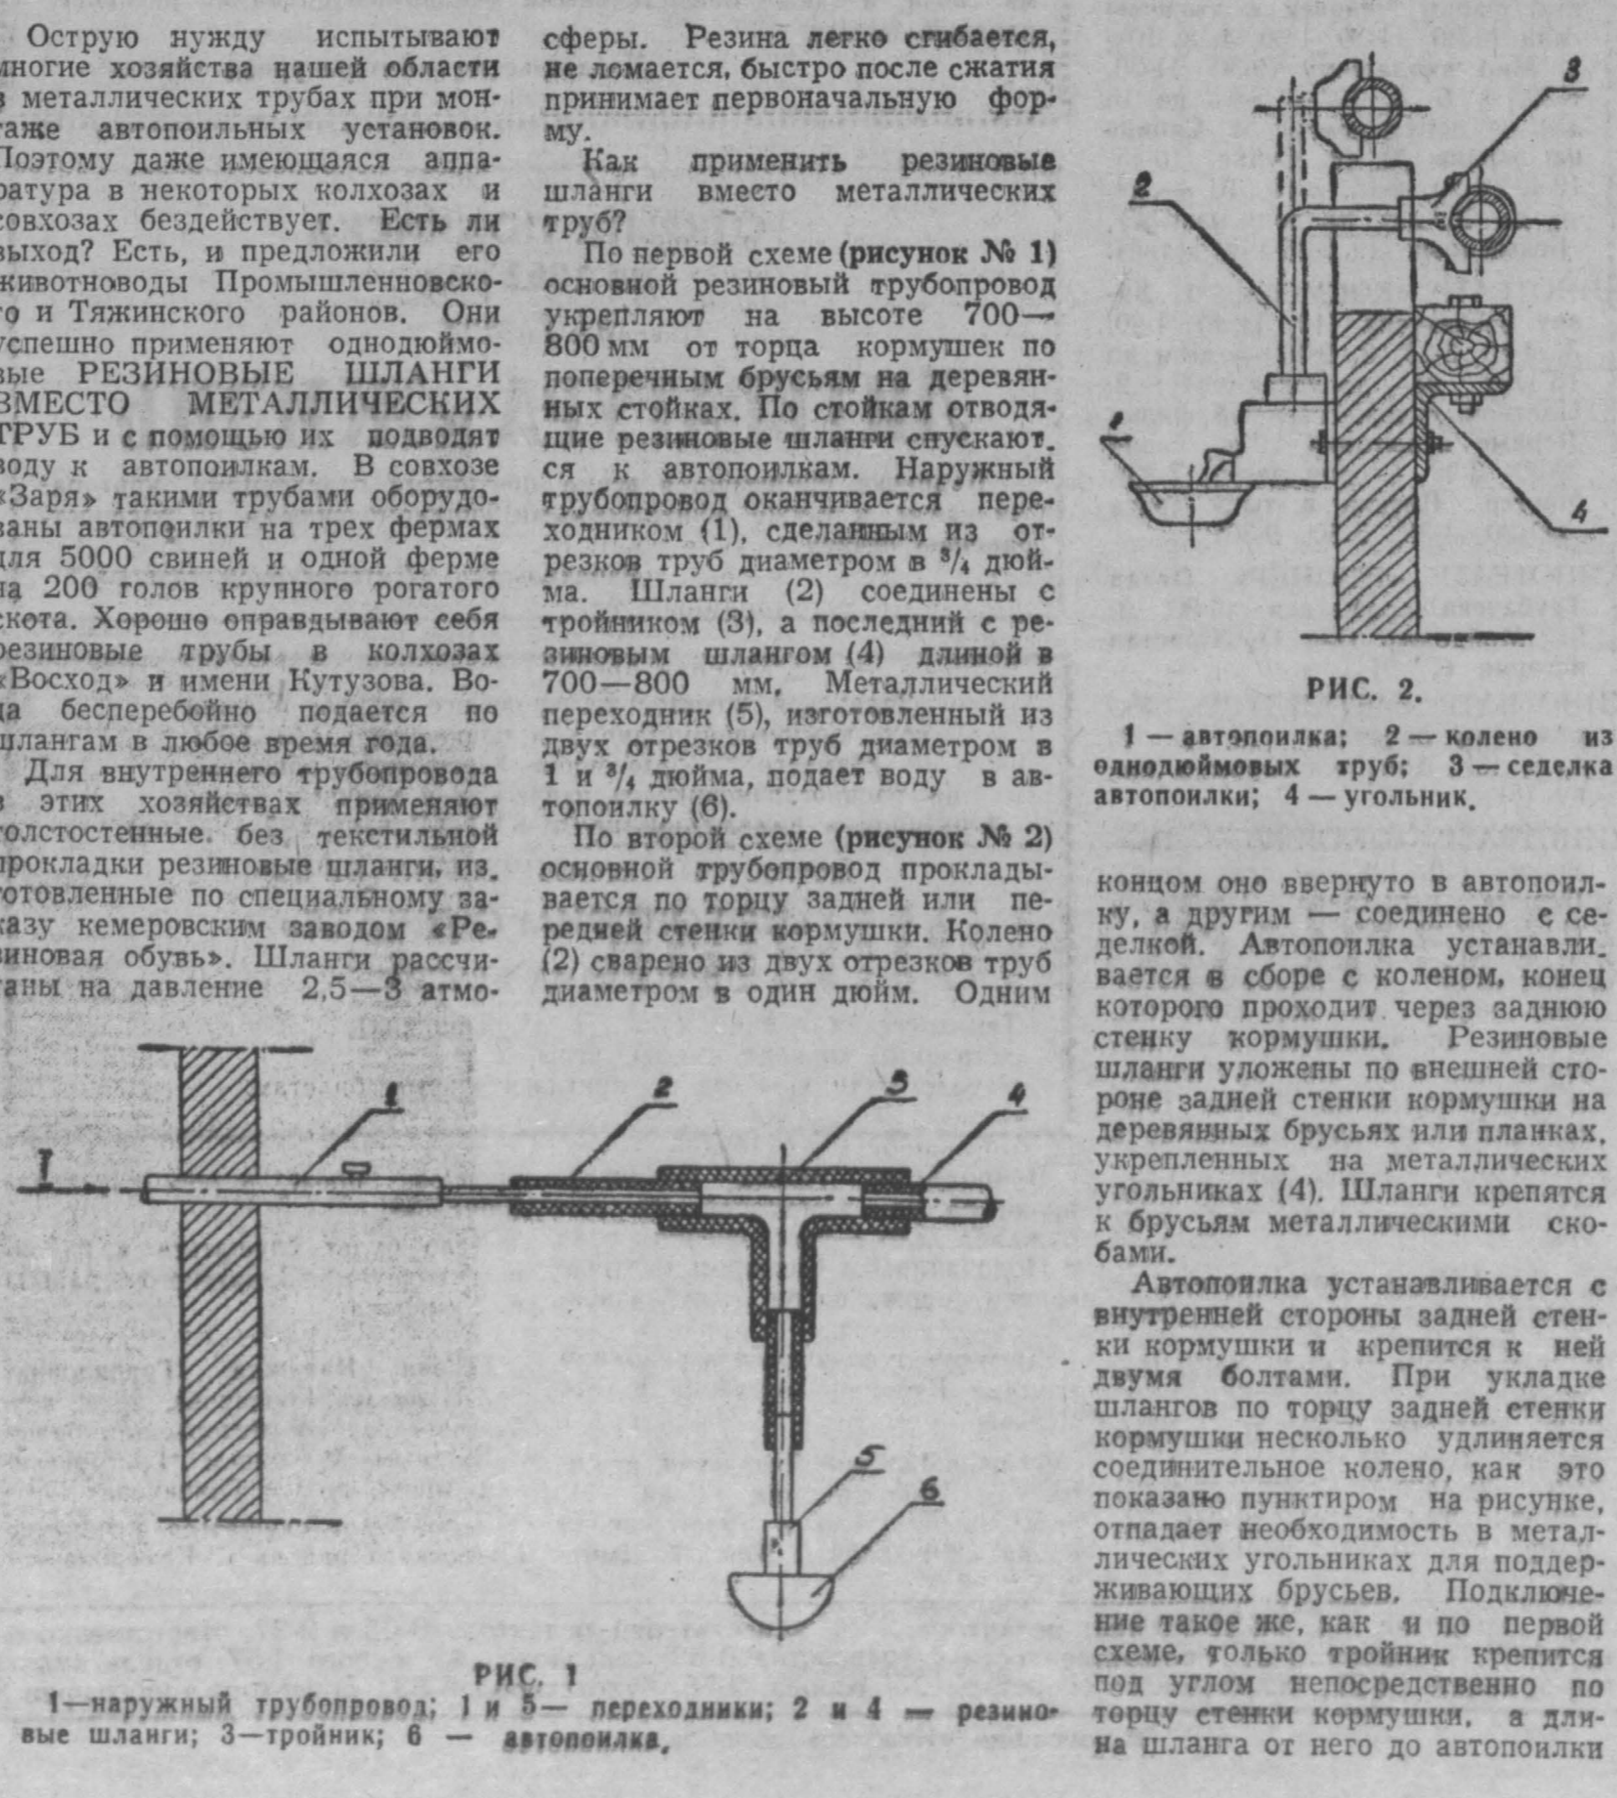 Острую нужду испытывают
многие хозяйства нашей области
в металлических трубах при мон-
таже автопоильных установок.
Поэтому даже имеющаяся аппа-
ратура в некоторых колхозах и
совхозах бездействует. Есть ли
выход? Есть, и предложили его
животноводы Промышленновско-
го и Тяжинского районов. Они
успешно применяют однодюймо-
вые РЕЗИНОВЫЕ ШЛАНГИ
ВМЕСТО МЕТАЛЛИЧЕСКИХ
ТРУБ и с помощью их подводят
воду к автопоилкам. В совхозе
«Заря» такими трубами оборудо-
ваны автопоилки на трех фермах
для 5000 свиней и одной ферме
на 200 голов крупного рогатого
скота. Хорошо оправдывают себя
резиновые трубы в колхозах
«Восход» и имени Кутузова. Во-
да бесперебойно подается по
шлангам в любое время года.
Для внутреннего трубопровода
в этих хозяйствах применяют
толстостенные. без текстильной
прокладки резиновые шланги, из.
готовленные по специальному за-
казу кемеровским заводом «Ре-
зиновая обувь». Шланги рассчи-
таны на давление 2,5—3 атмо-
сферы. Резина легко сгибается,
не ломается, быстро после сжатия
принимает первоначальную фор-
му.
Как применить резиновые
шланги вместо металлических
труб?
По первой схеме (рисунок № 1)
основной резиновый трубопровод
укрепляют на высоте 700—
800 мм от торца кормушек по
поперечным брусьям на деревян-
ных стойках. По стойкам отводя-
щие резиновые шланги спускают.
ся к автопоилкам. Наружный
трубопровод оканчивается пере-
ходником (1), сделанным из от-
резков труб диаметром в ³/₄ дюй-
ма. Шланги (2) соединены с
тройником (3), а последний с ре-
зиновым шлангом (4) длиной в
700—800 мм. Металлический
переходник (5), изготовленный из
двух отрезков труб диаметром в
1 и ³/₄ дюйма, подает воду в ав-
топоилку (6).
По второй схеме (рисунок № 2)
основной трубопровод проклады-
вается по торцу задней или пе-
редней стенки кормушки. Колено
(2) сварено из двух отрезков труб
диаметром в один дюйм. Одним
3
2
1
4
РИС. 2.
1 — автопоилка; 2 — колено из
однодюймовых труб; 3 — седелка
автопоилки; 4 — угольник.
концом оно ввернуто в автопоил-
ку, а другим — соединено с се-
делкой. Автопоилка устанавли.
вается в сборе с коленом, конец
которого проходит через заднюю
стенку кормушки. Резиновые
шланги уложены по внешней сто-
роне задней стенки кормушки на
деревянных брусьях или планках,
укрепленных на металлических
угольниках (4). Шланги крепятся
к брусьям металлическими ско-
бами.
Автопоилка устанавливается с
внутренней стороны задней стен-
ки кормушки и крепится к ней
двумя болтами. При укладке
шлангов по торцу задней стенки
кормушки несколько удлиняется
соединительное колено, как это
показано пунктиром на рисунке,
отпадает необходимость в метал-
лических угольниках для поддер-
живающих брусьев. Подключе-
ние такое же, как и по первой
схеме, только тройник крепится
под углом непосредственно по
торцу стенки кормушки, а дли-
на шланга от него до автопоилки
1
2
3
4
I
5
6
РИС. 1
1—наружный трубопровод; 1 и 5— переходники; 2 и 4 — резино-
вые шланги; 3—тройник; 6 — автопоилка.